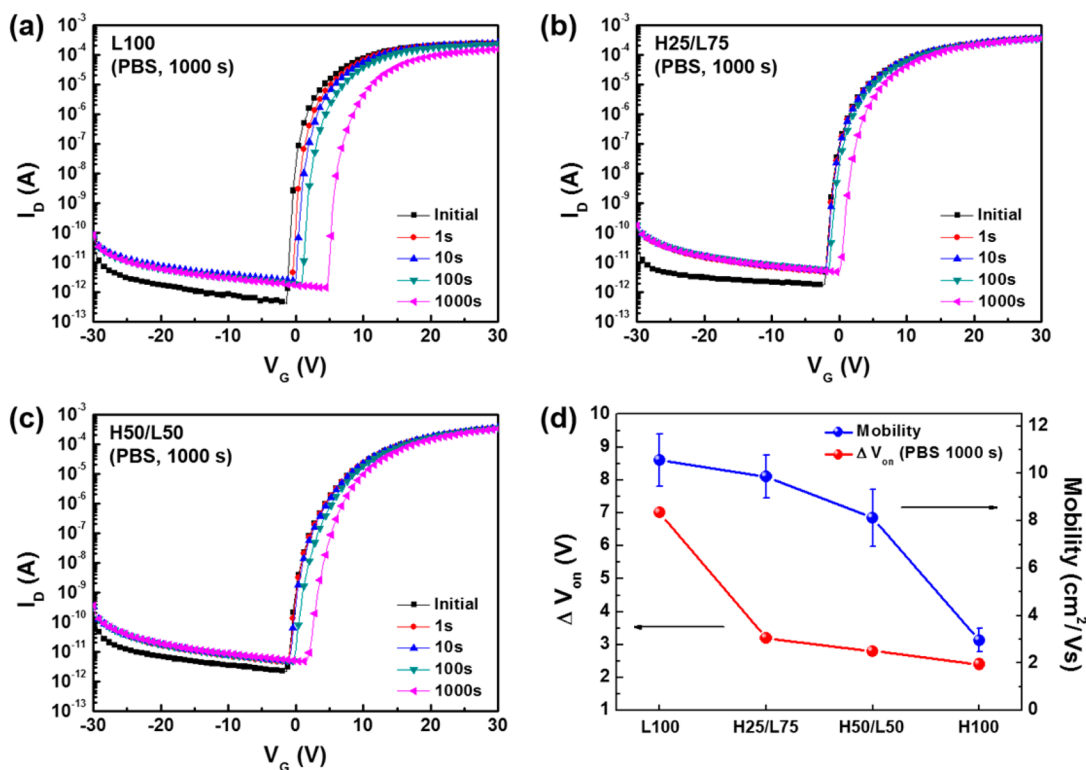 (a)
L100
(PBS, 1000 s)
Initial
1s
10s
100s
1000s
10⁻³
10⁻⁴
10⁻⁵
10⁻⁶
10⁻⁷
10⁻⁸
10⁻⁹
10⁻¹⁰
10⁻¹¹
10⁻¹²
10⁻¹³
I_D (A)
-30 -20 -10 0 10 20 30
V_G (V)
(b)
H25/L75
(PBS, 1000 s)
Initial
1s
10s
100s
1000s
10⁻³
10⁻⁴
10⁻⁵
10⁻⁶
10⁻⁷
10⁻⁸
10⁻⁹
10⁻¹⁰
10⁻¹¹
10⁻¹²
10⁻¹³
I_D (A)
-30 -20 -10 0 10 20 30
V_G (V)
(c)
H50/L50
(PBS, 1000 s)
Initial
1s
10s
100s
1000s
10⁻³
10⁻⁴
10⁻⁵
10⁻⁶
10⁻⁷
10⁻⁸
10⁻⁹
10⁻¹⁰
10⁻¹¹
10⁻¹²
10⁻¹³
I_D (A)
-30 -20 -10 0 10 20 30
V_G (V)
(d)
Mobility
Δ V_on (PBS 1000 s)
10
9
8
7
6
5
4
3
2
1
Δ V_on (V)
12
10
8
6
4
2
0
Mobility (cm²/Vs)
L100 H25/L75 H50/L50 H100